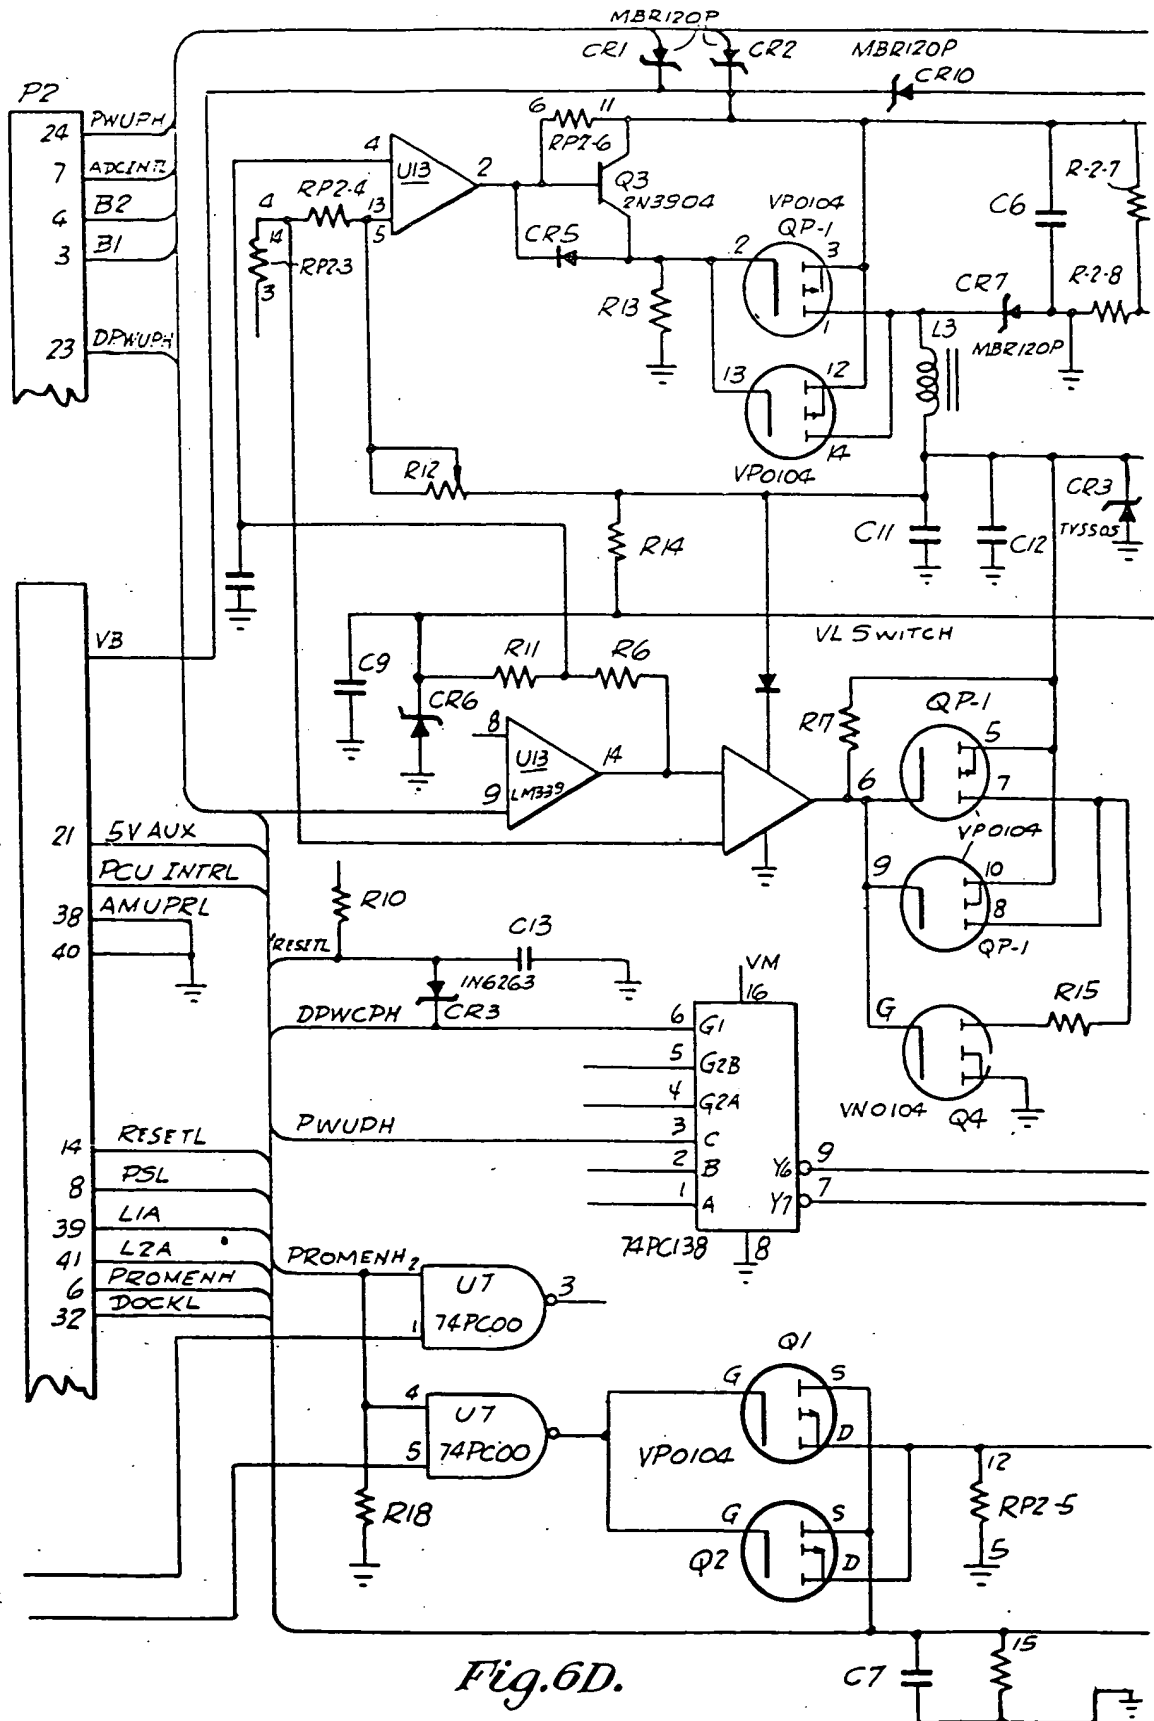 MBR120P
CR1
CR2
MBR120P
CR10
P2
24 PWUPH
7 ADCINTL
4 B2
3 B1
23 DPWUPH
6 11
RP2-6
4
U13
2
RP2-4
4
14
13
5
RP2-3
3
Q3
2N3904
CR5
R13
VP0104
QP-1
2
3
1
13
12
14
VP0104
C6
R-2-7
R-2-8
CR7
MBR120P
L3
R12
R14
C11
C12
CR3
TVS505
VB
VL SWITCH
C9
CR6
R11
R6
8
U13
14
9
LM339
R7
QP-1
5
6
7
VP0104
9
10
8
QP-1
21 5V AUX
PCU INTRL
38 AMUPRL
40
R10
RESETL
C13
1N6263
CR3
DPWCPH
VM
16
6 G1
5 G2B
4 G2A
3 C
2 B
1 A
Y6 9
Y7 7
74PC138
8
PWUPH
G
R15
VN0104
Q4
14 RESETL
8 PSL
39 L1A
41 L2A
6 PROMENH
32 DOCKL
PROMENH 2
U7
3
74PC00
1
4
U7
5
74PC00
R18
Q1
G
S
D
VP0104
G
S
D
Q2
12
RP2-5
5
C7
15
Fig.6D.